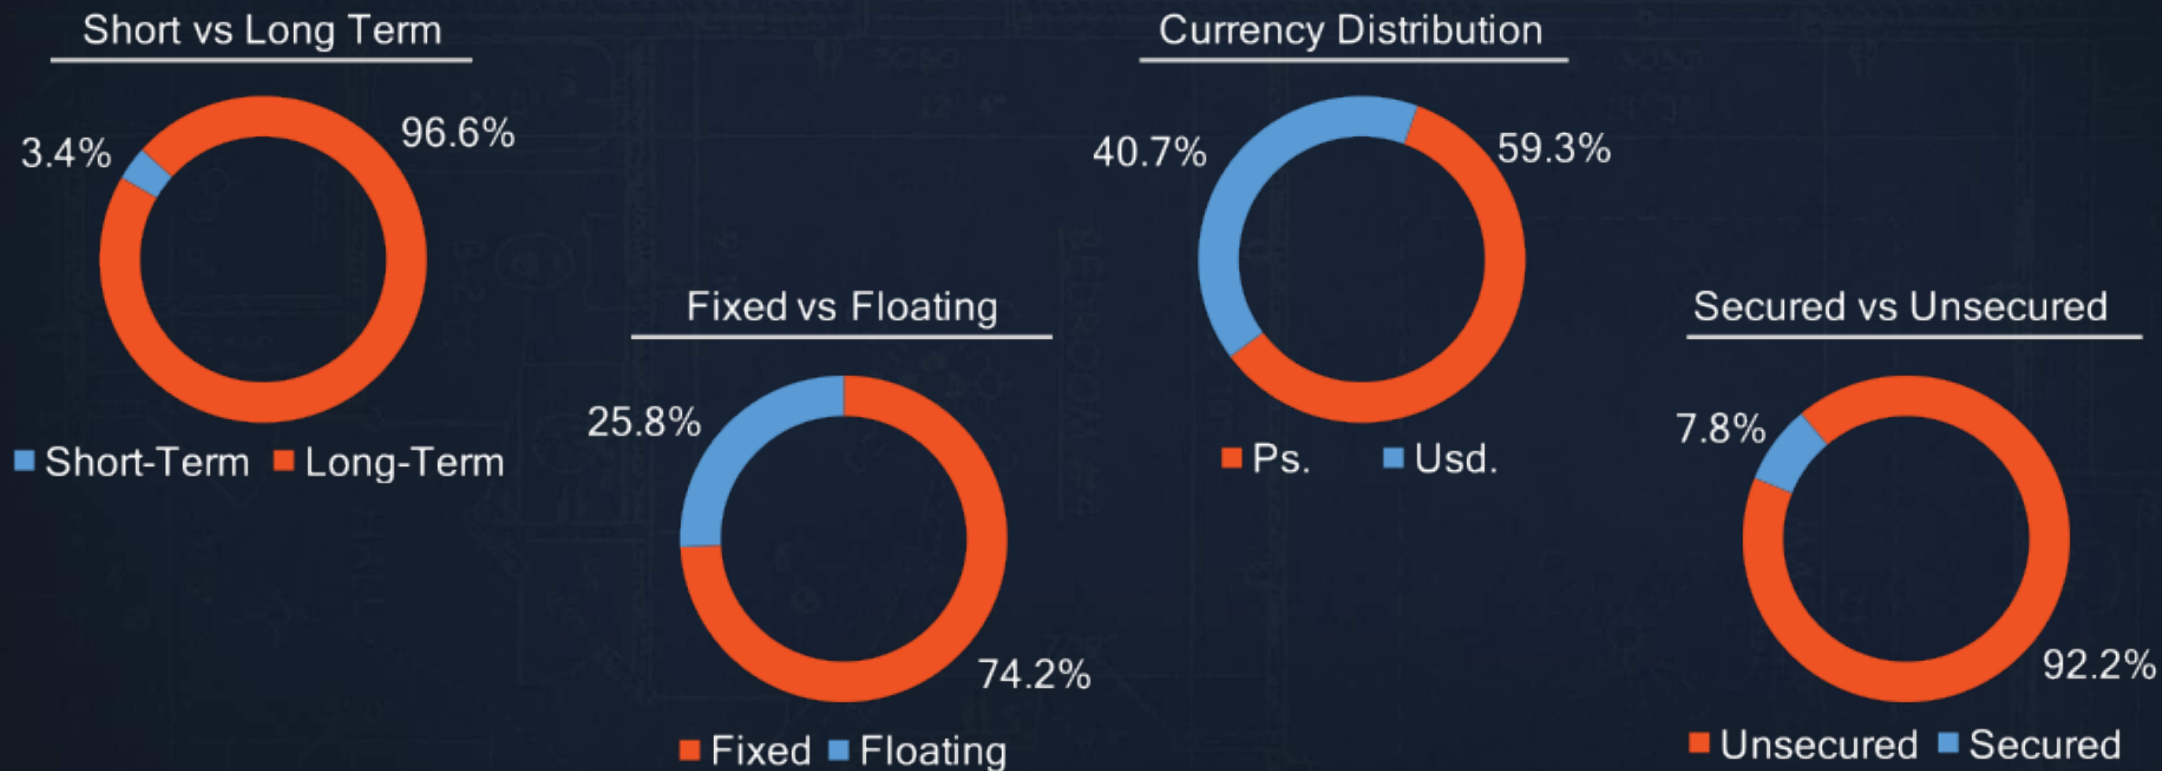 Short vs Long Term
3.4%
96.6%
Short-Term Long-Term
Fixed vs Floating
25.8%
74.2%
Fixed Floating
Currency Distribution
40.7%
59.3%
Ps. Usd.
Secured vs Unsecured
7.8%
92.2%
Unsecured Secured